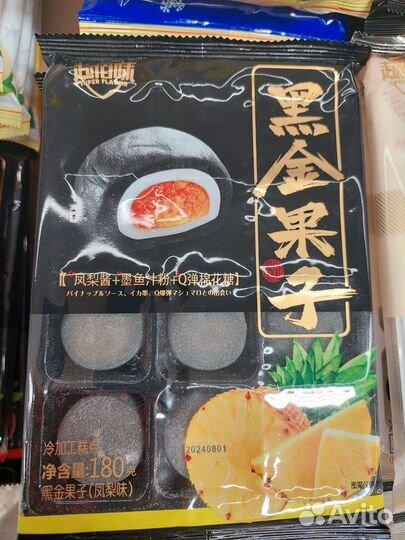 SUPER FLAVOR
黑金果子
【凤梨酱+墨鱼汁粉+Q弹棉花糖】
パイナップルソース、イカ墨、Q爆弾マシュマロとの出会い
20240801
冷加工糕点
净含量:180克
黑金果子(凤梨味)
Avito